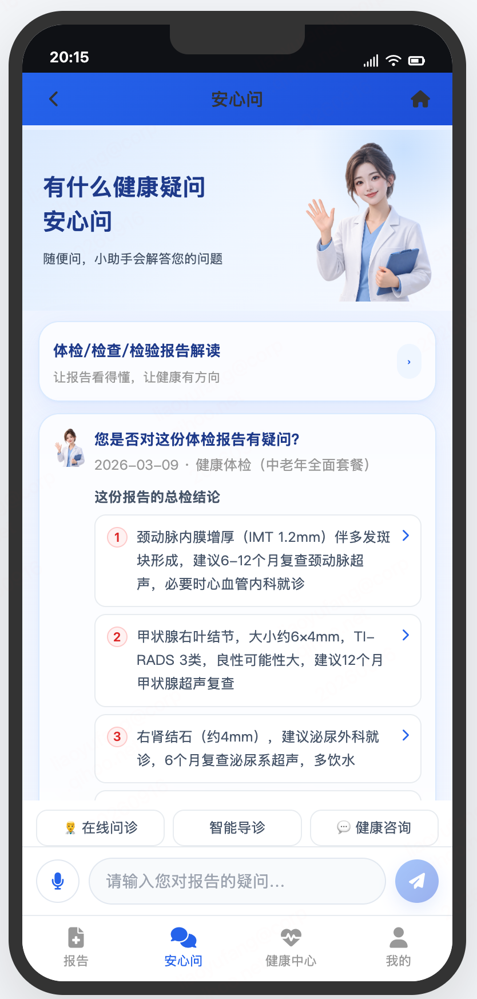 20:15
安心问
有什么健康疑问
安心问
随便问，小助手会解答您的问题
体检/检查/检验报告解读
让报告看得懂，让健康有方向
您是否对这份体检报告有疑问？
2026-03-09 · 健康体检（中老年全面套餐）
这份报告的总检结论
1 颈动脉内膜增厚（IMT 1.2mm）伴多发斑
块形成，建议6-12个月复查颈动脉超
声，必要时心血管内科就诊
2 甲状腺右叶结节，大小约6×4mm，TI-
RADS 3类，良性可能性大，建议12个月
甲状腺超声复查
3 右肾结石（约4mm），建议泌尿外科就
诊，6个月复查泌尿系超声，多饮水
在线问诊 智能导诊 健康咨询
请输入您对报告的疑问...
报告 安心问 健康中心 我的